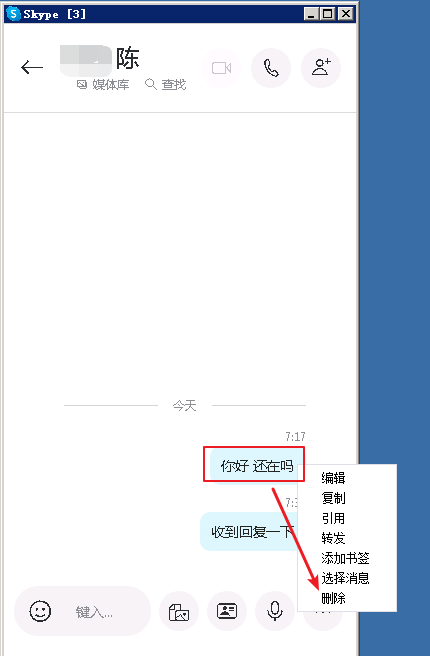 Skype [3]
陈
媒体库 查找
今天
7:17
你好 还在吗
收到回复一下
编辑
复制
引用
转发
添加书签
选择消息
删除
键入...